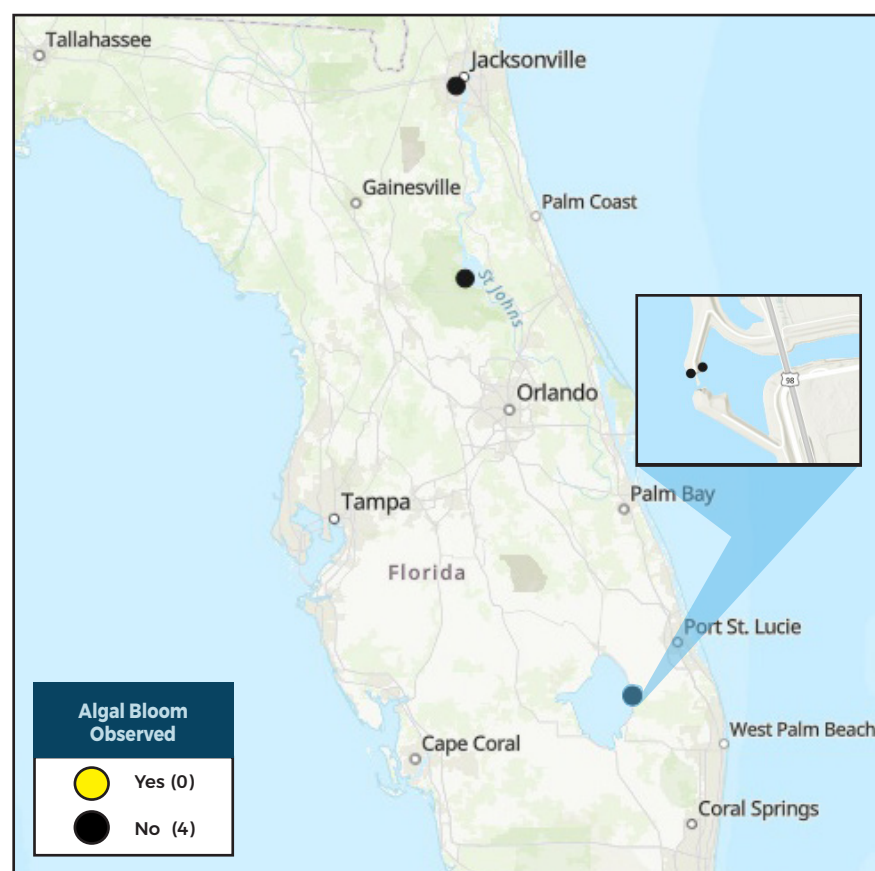 Tallahassee
Jacksonville
Gainesville
Palm Coast
St Johns
98
Orlando
Palm Bay
Tampa
Florida
Port St. Lucie
Algal Bloom
Observed
West Palm Beach
Cape Coral
Yes (0)
Coral Springs
No (4)